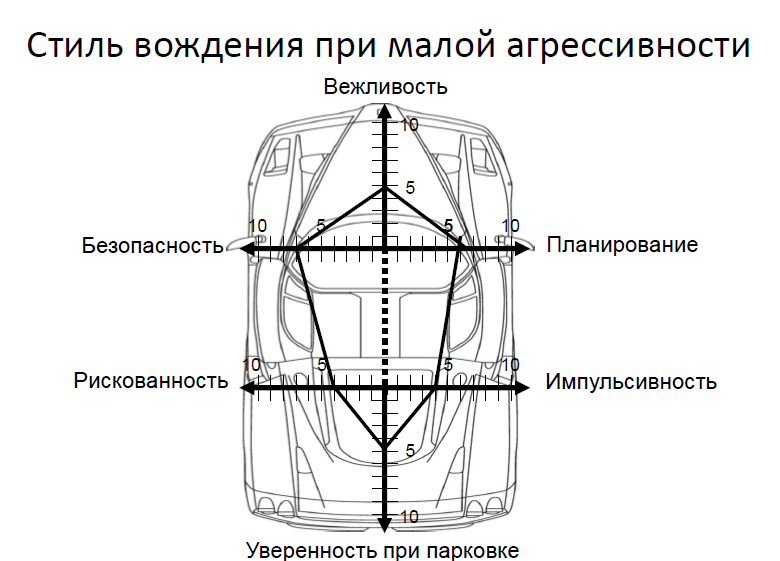 Стиль вождения при малой агрессивности
Вежливость
10
5
10 5 5 10
Безопасность Планирование
10 5 5 10
Рискованность Импульсивность
5
10
Уверенность при парковке